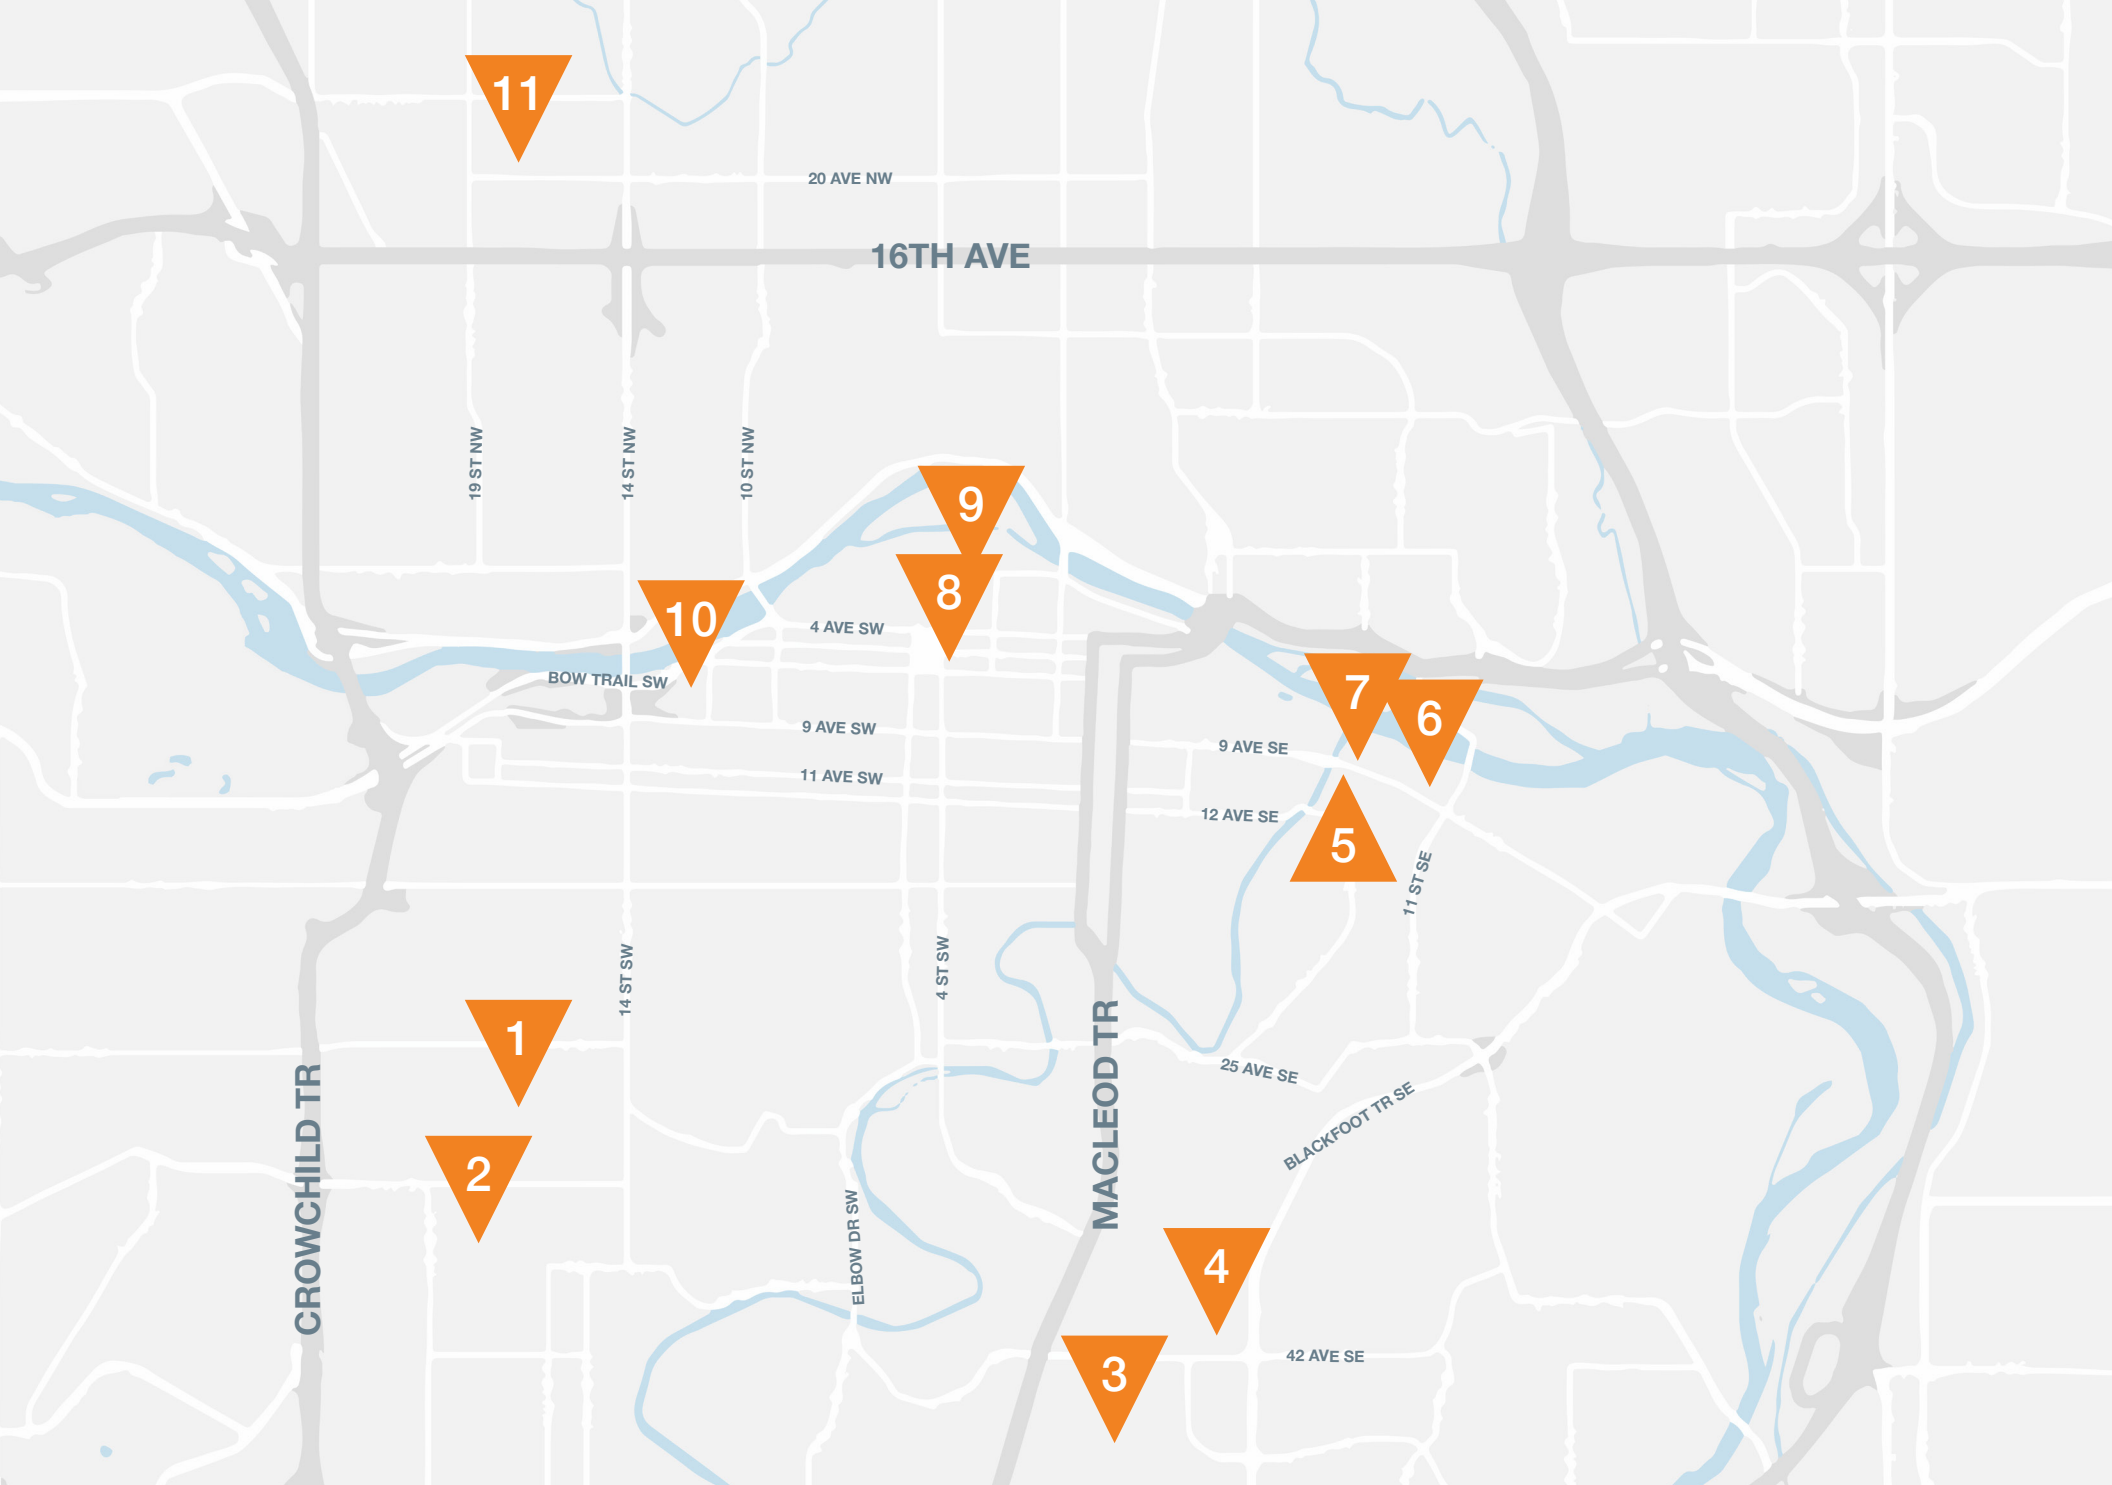 11
20 AVE NW
16TH AVE
19 ST NW
14 ST NW
10 ST NW
9
8
10
4 AVE SW
BOW TRAIL SW
7
6
9 AVE SW
9 AVE SE
11 AVE SW
12 AVE SE
5
11 ST SE
14 ST SW
4 ST SW
1
25 AVE SE
CROWCHILD TR
MACLEOD TR
BLACKFOOT TR SE
2
ELBOW DR SW
4
42 AVE SE
3